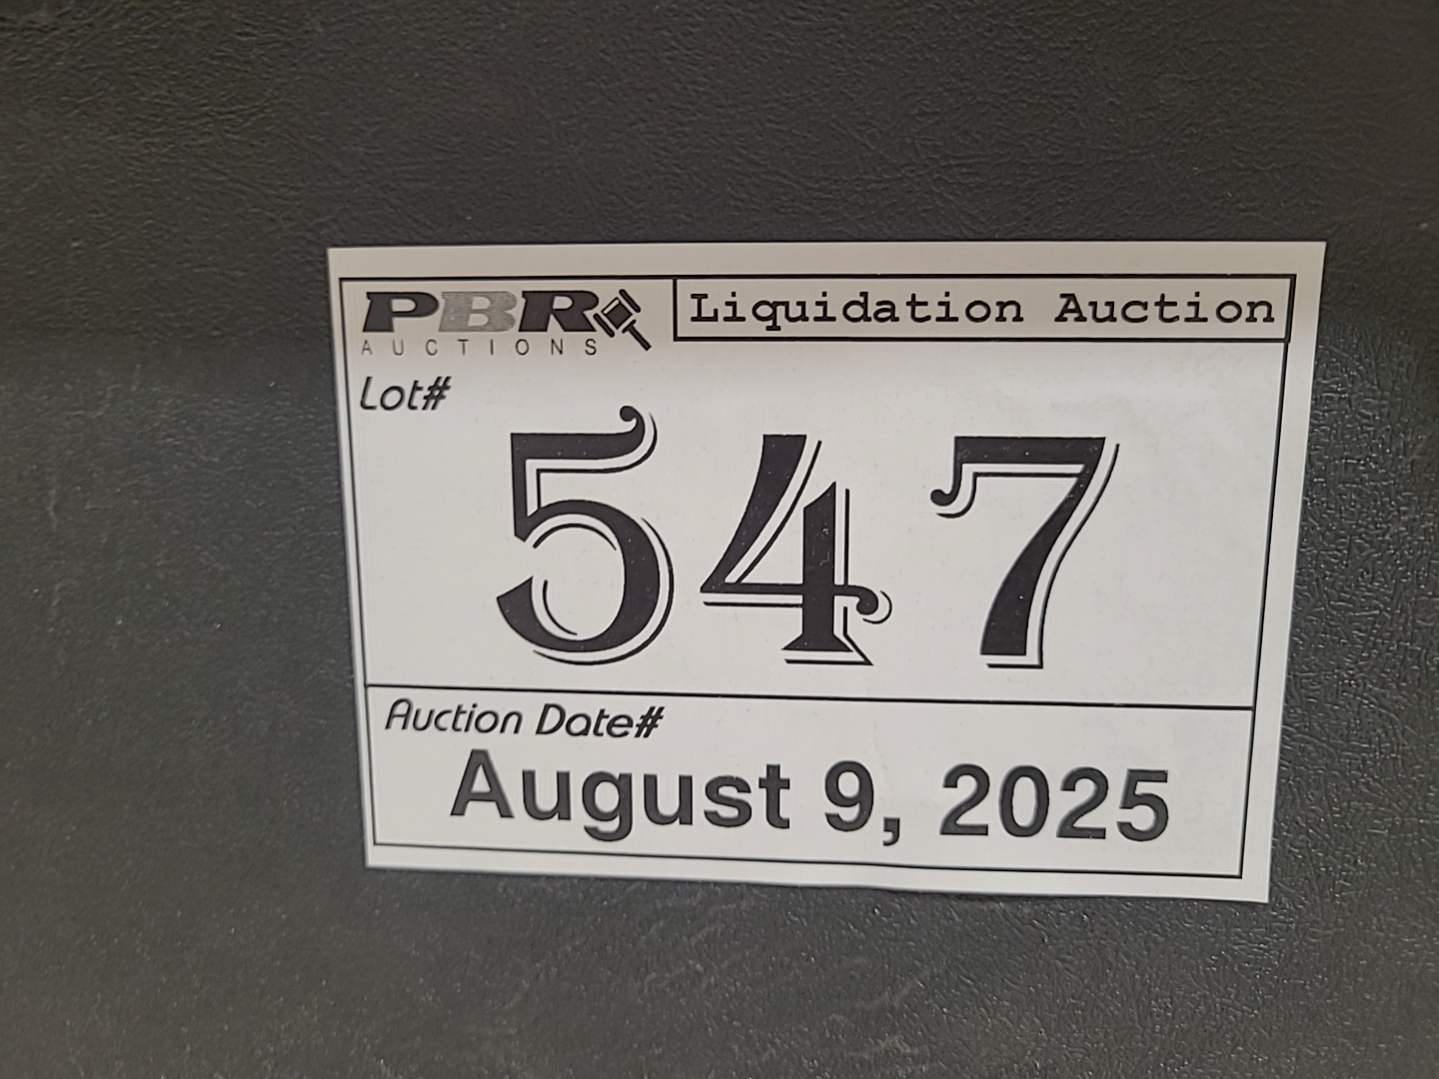 PBR
AUCTIONS
Liquidation Auction
Lot#
547
Auction Date#
August 9, 2025